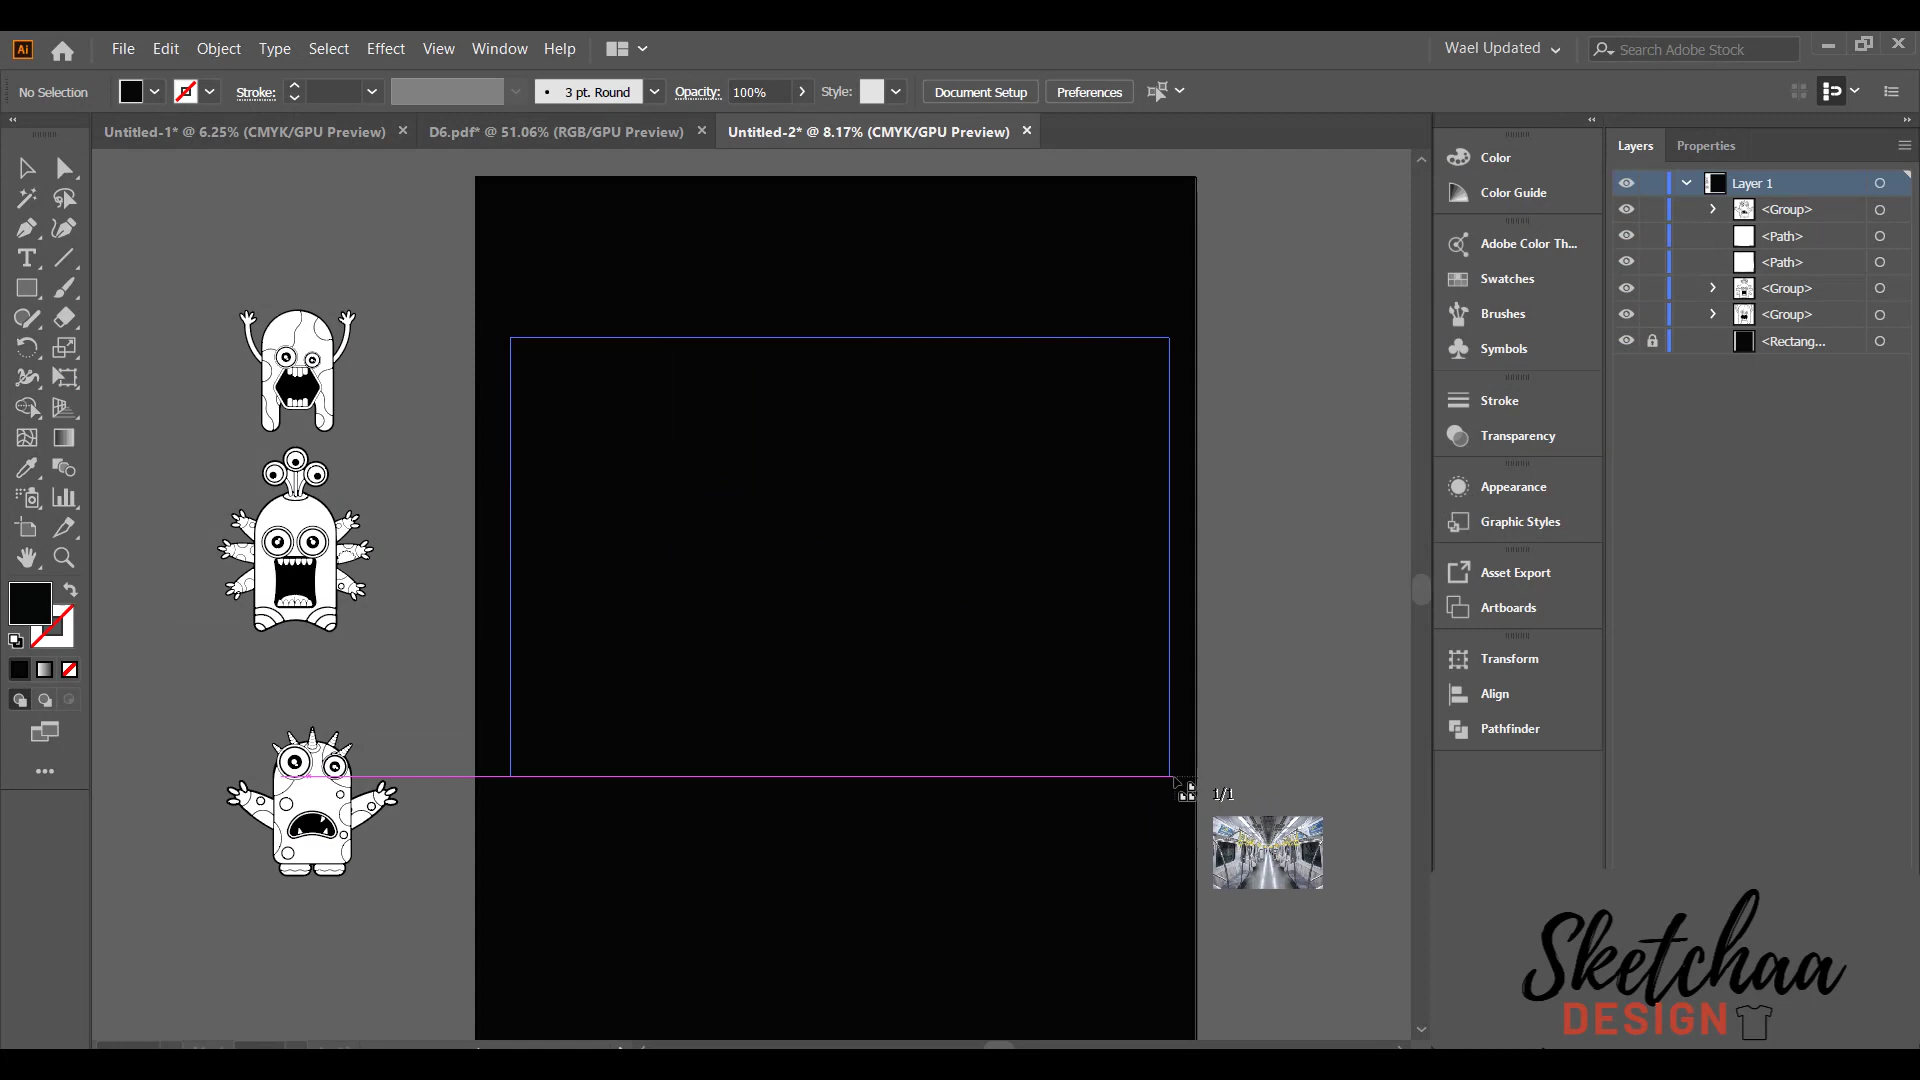 Ai File Edit Object Type Select Effect View Window Help Wael Updated Search Adobe Stock
No Selection Stroke: 3 pt. Round Opacity: 100% Style: Document Setup Preferences
Untitled-1* @ 6.25% (CMYK/GPU Preview) D6.pdf* @ 51.06% (RGB/GPU Preview) Untitled-2* @ 8.17% (CMYK/GPU Preview)
Color
Color Guide
Adobe Color Th...
Swatches
Brushes
Symbols
Stroke
Transparency
Appearance
Graphic Styles
Asset Export
Artboards
Transform
Align
Pathfinder
Layers Properties
Layer 1
<Group>
<Path>
<Path>
<Group>
<Group>
<Rectang...
1/1
Sketchaa
DESIGN